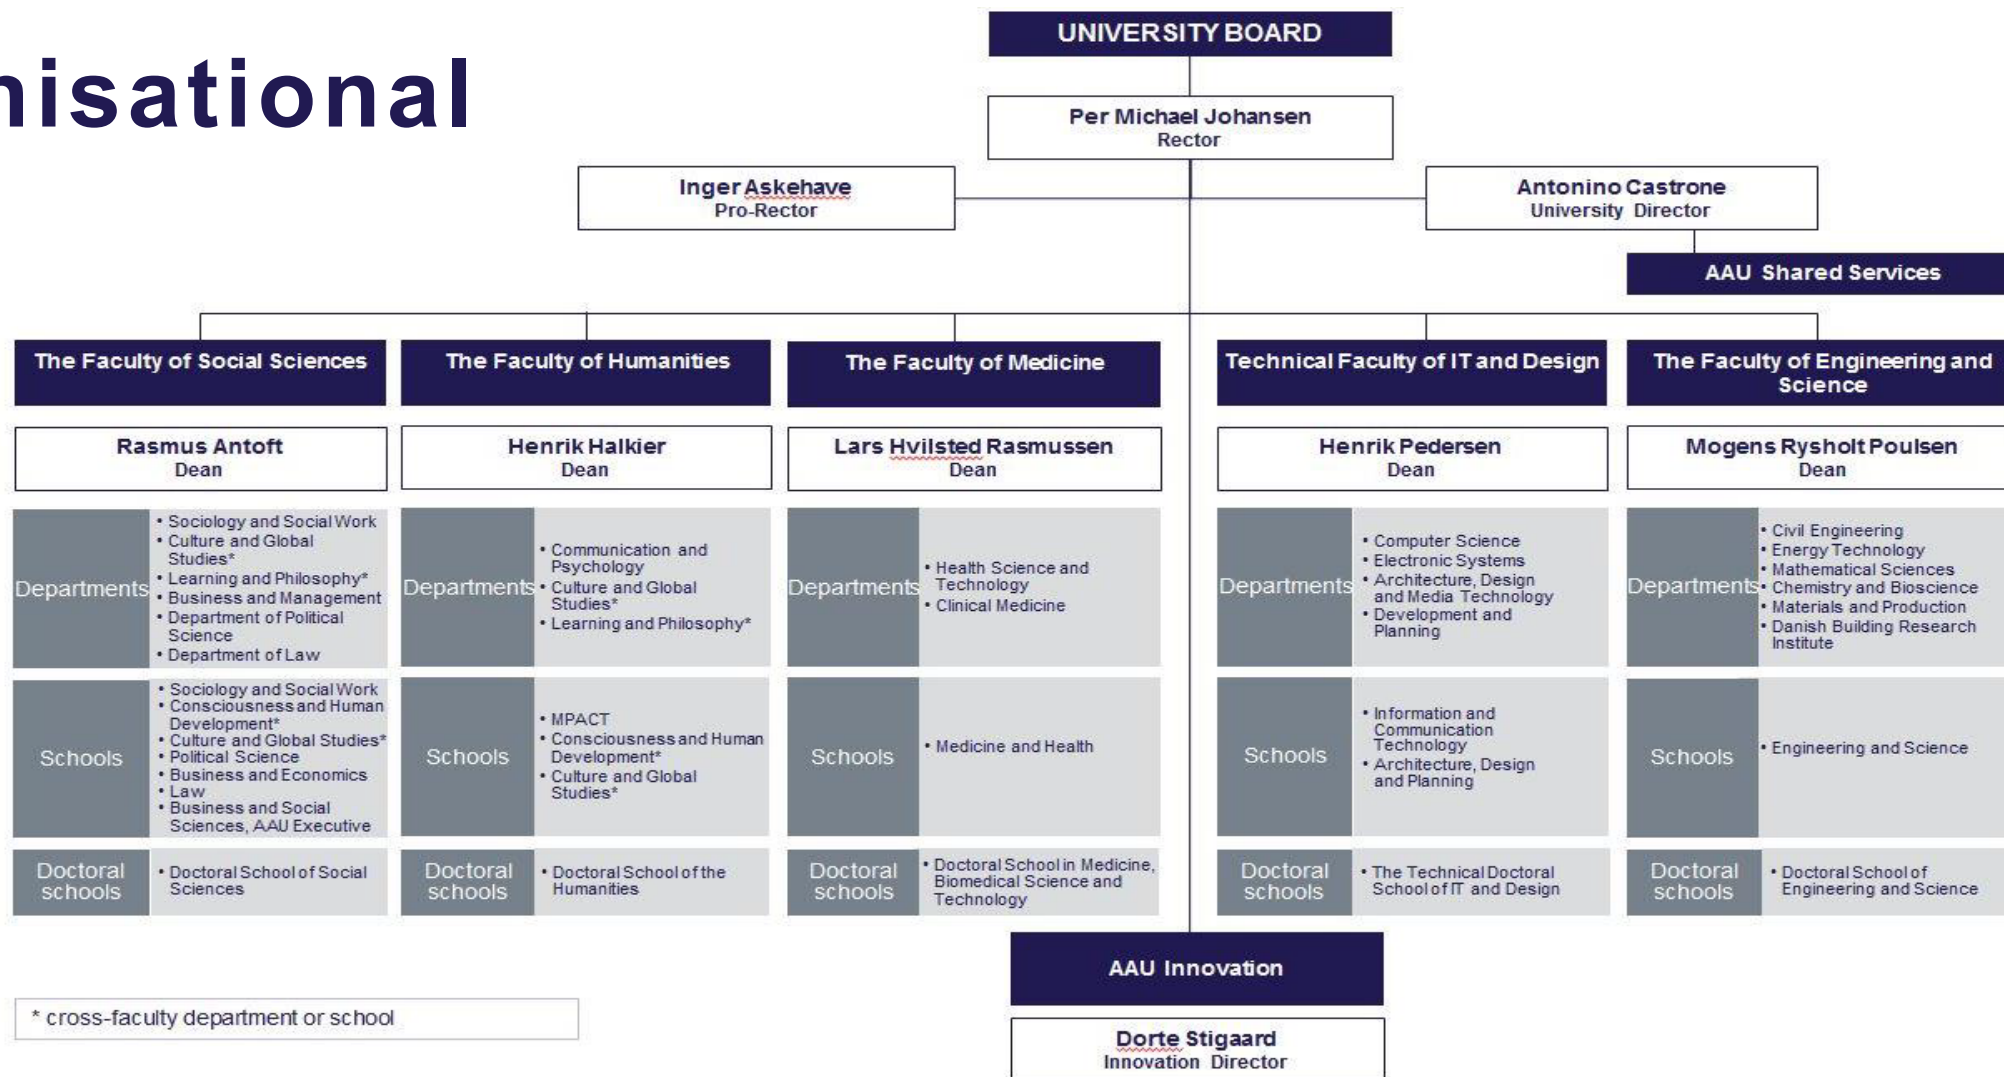 nisational
UNIVERSITY BOARD
Per Michael Johansen
Rector
Inger Askehave
Pro-Rector
Antonino Castrone
University Director
AAU Shared Services
The Faculty of Social Sciences
Rasmus Antoft
Dean
Departments
• Sociology and Social Work
• Culture and Global
Studies*
• Learning and Philosophy*
• Business and Management
• Department of Political
Science
• Department of Law
Schools
• Sociology and Social Work
• Consciousness and Human
Development*
• Culture and Global Studies*
• Political Science
• Business and Economics
• Law
• Business and Social
Sciences, AAU Executive
Doctoral
schools
• Doctoral School of Social
Sciences
The Faculty of Humanities
Henrik Halkier
Dean
Departments
• Communication and
Psychology
• Culture and Global
Studies*
• Learning and Philosophy*
Schools
• MPACT
• Consciousness and Human
Development*
• Culture and Global
Studies*
Doctoral
schools
• Doctoral School of the
Humanities
The Faculty of Medicine
Lars Hvilsted Rasmussen
Dean
Departments
• Health Science and
Technology
• Clinical Medicine
Schools
• Medicine and Health
Doctoral
schools
• Doctoral School in Medicine,
Biomedical Science and
Technology
Technical Faculty of IT and Design
Henrik Pedersen
Dean
Departments
• Computer Science
• Electronic Systems
• Architecture, Design
and Media Technology
• Development and
Planning
Schools
• Information and
Communication
Technology
• Architecture, Design
and Planning
Doctoral
schools
• The Technical Doctoral
School of IT and Design
The Faculty of Engineering and
Science
Mogens Rysholt Poulsen
Dean
Departments
• Civil Engineering
• Energy Technology
• Mathematical Sciences
• Chemistry and Bioscience
• Materials and Production
• Danish Building Research
Institute
Schools
• Engineering and Science
Doctoral
schools
• Doctoral School of
Engineering and Science
AAU Innovation
Dorte Stigaard
Innovation Director
* cross-faculty department or school